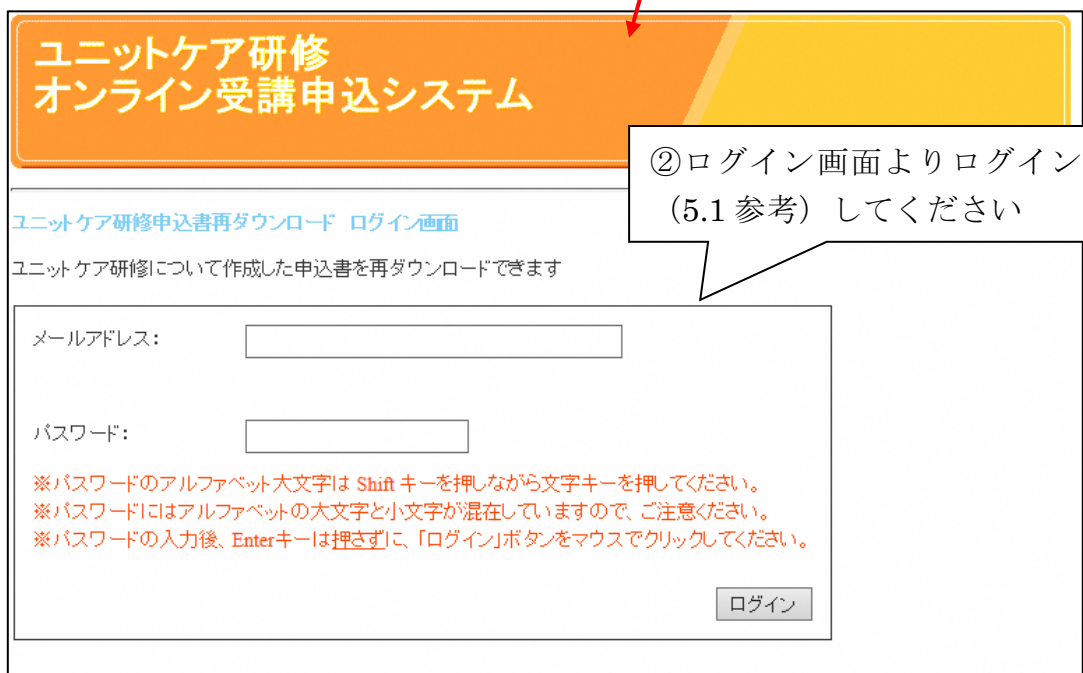 ユニットケア研修
オンライン受講申込システム
②ログイン画面よりログイン
(5.1 参考)してください
ユニットケア研修申込書再ダウンロード ログイン画面
ユニットケア研修について作成した申込書を再ダウンロードできます
メールアドレス:
パスワード:
※パスワードのアルファベット大文字は Shift キーを押しながら文字キーを押してください。
※パスワードにはアルファベットの大文字と小文字が混在していますので、ご注意ください。
※パスワードの入力後、Enterキーは押さずに、「ログイン」ボタンをマウスでクリックしてください。
ログイン